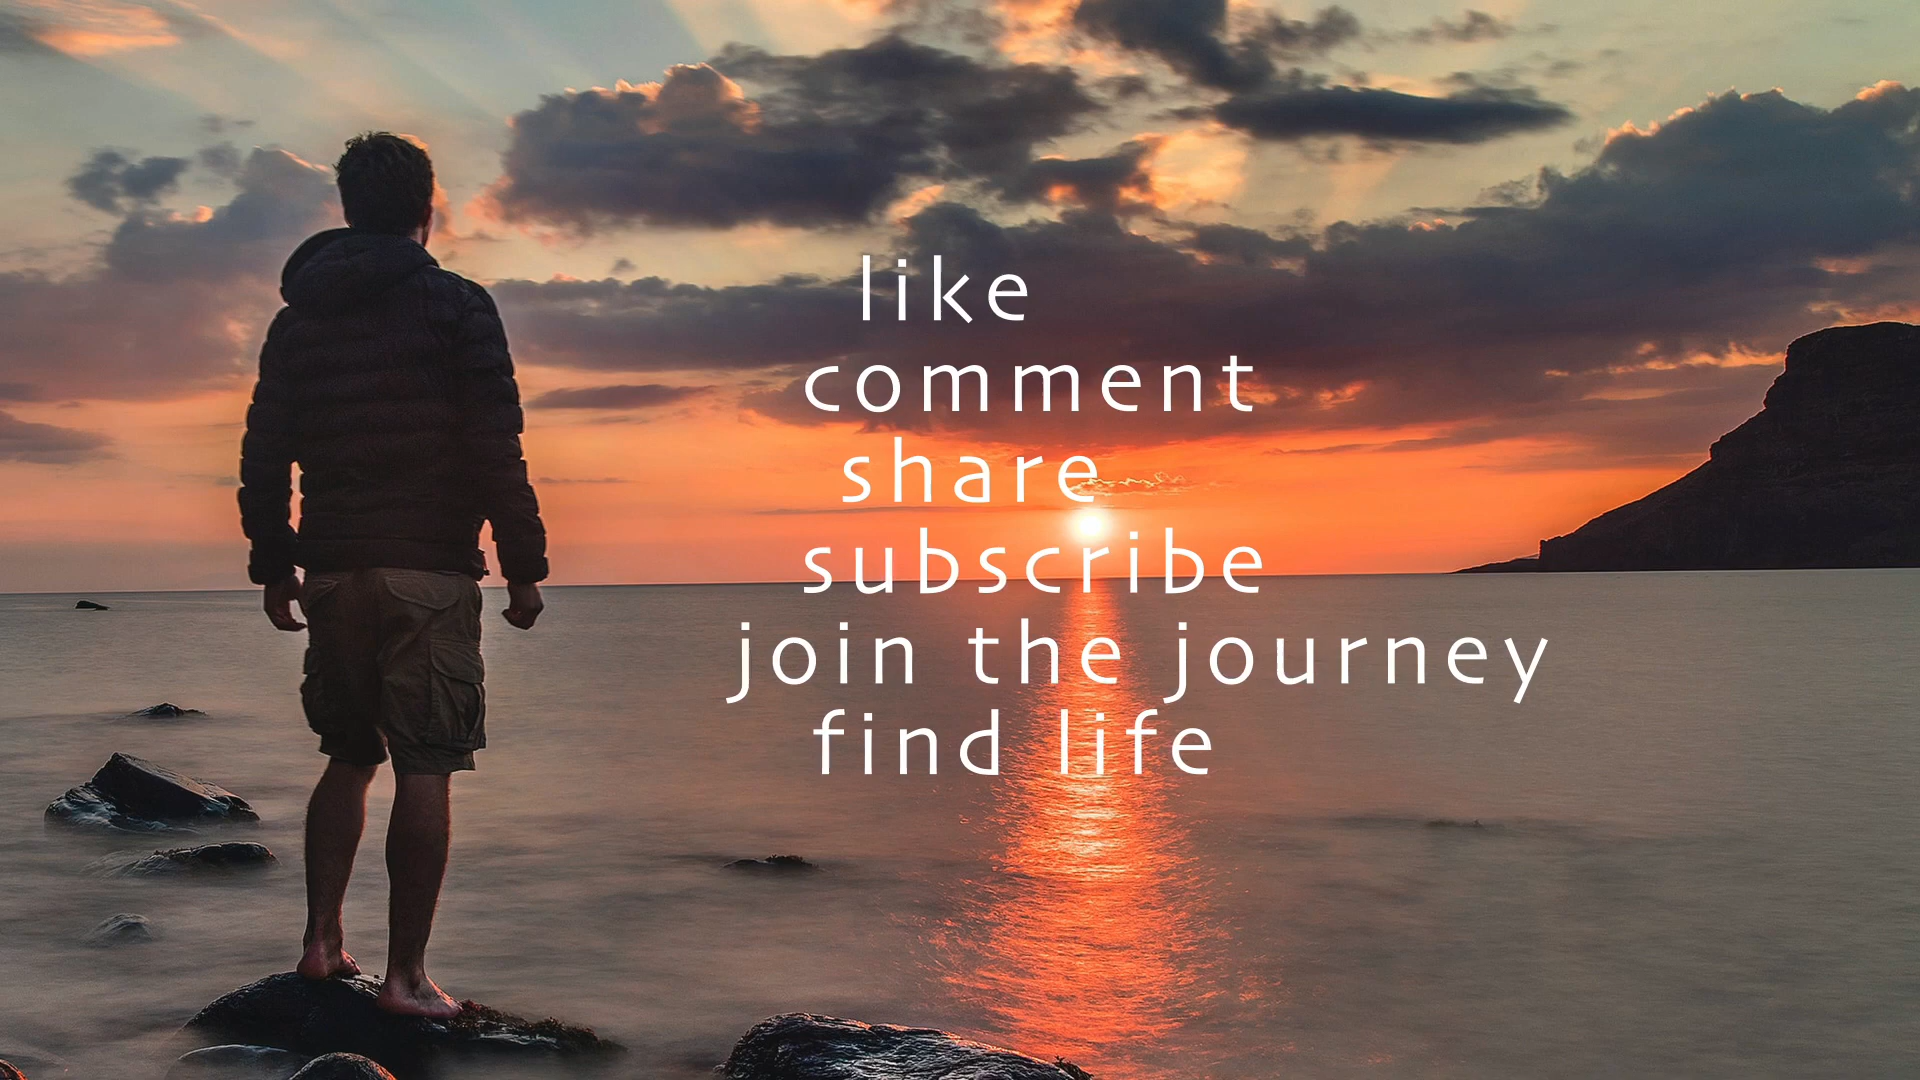 like
comment
share
subscribe
join the journey
find life